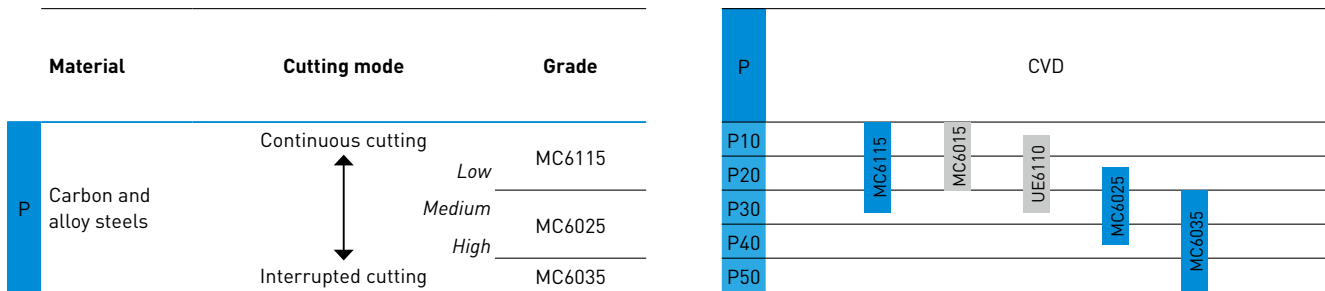 Material Cutting mode Grade
P
Carbon and
alloy steels
Continuous cutting
Low
Medium
High
Interrupted cutting
MC6115
MC6025
MC6035
P CVD
P10
P20
P30
P40
P50
MC6115
MC6015
UE6110
MC6025
MC6035